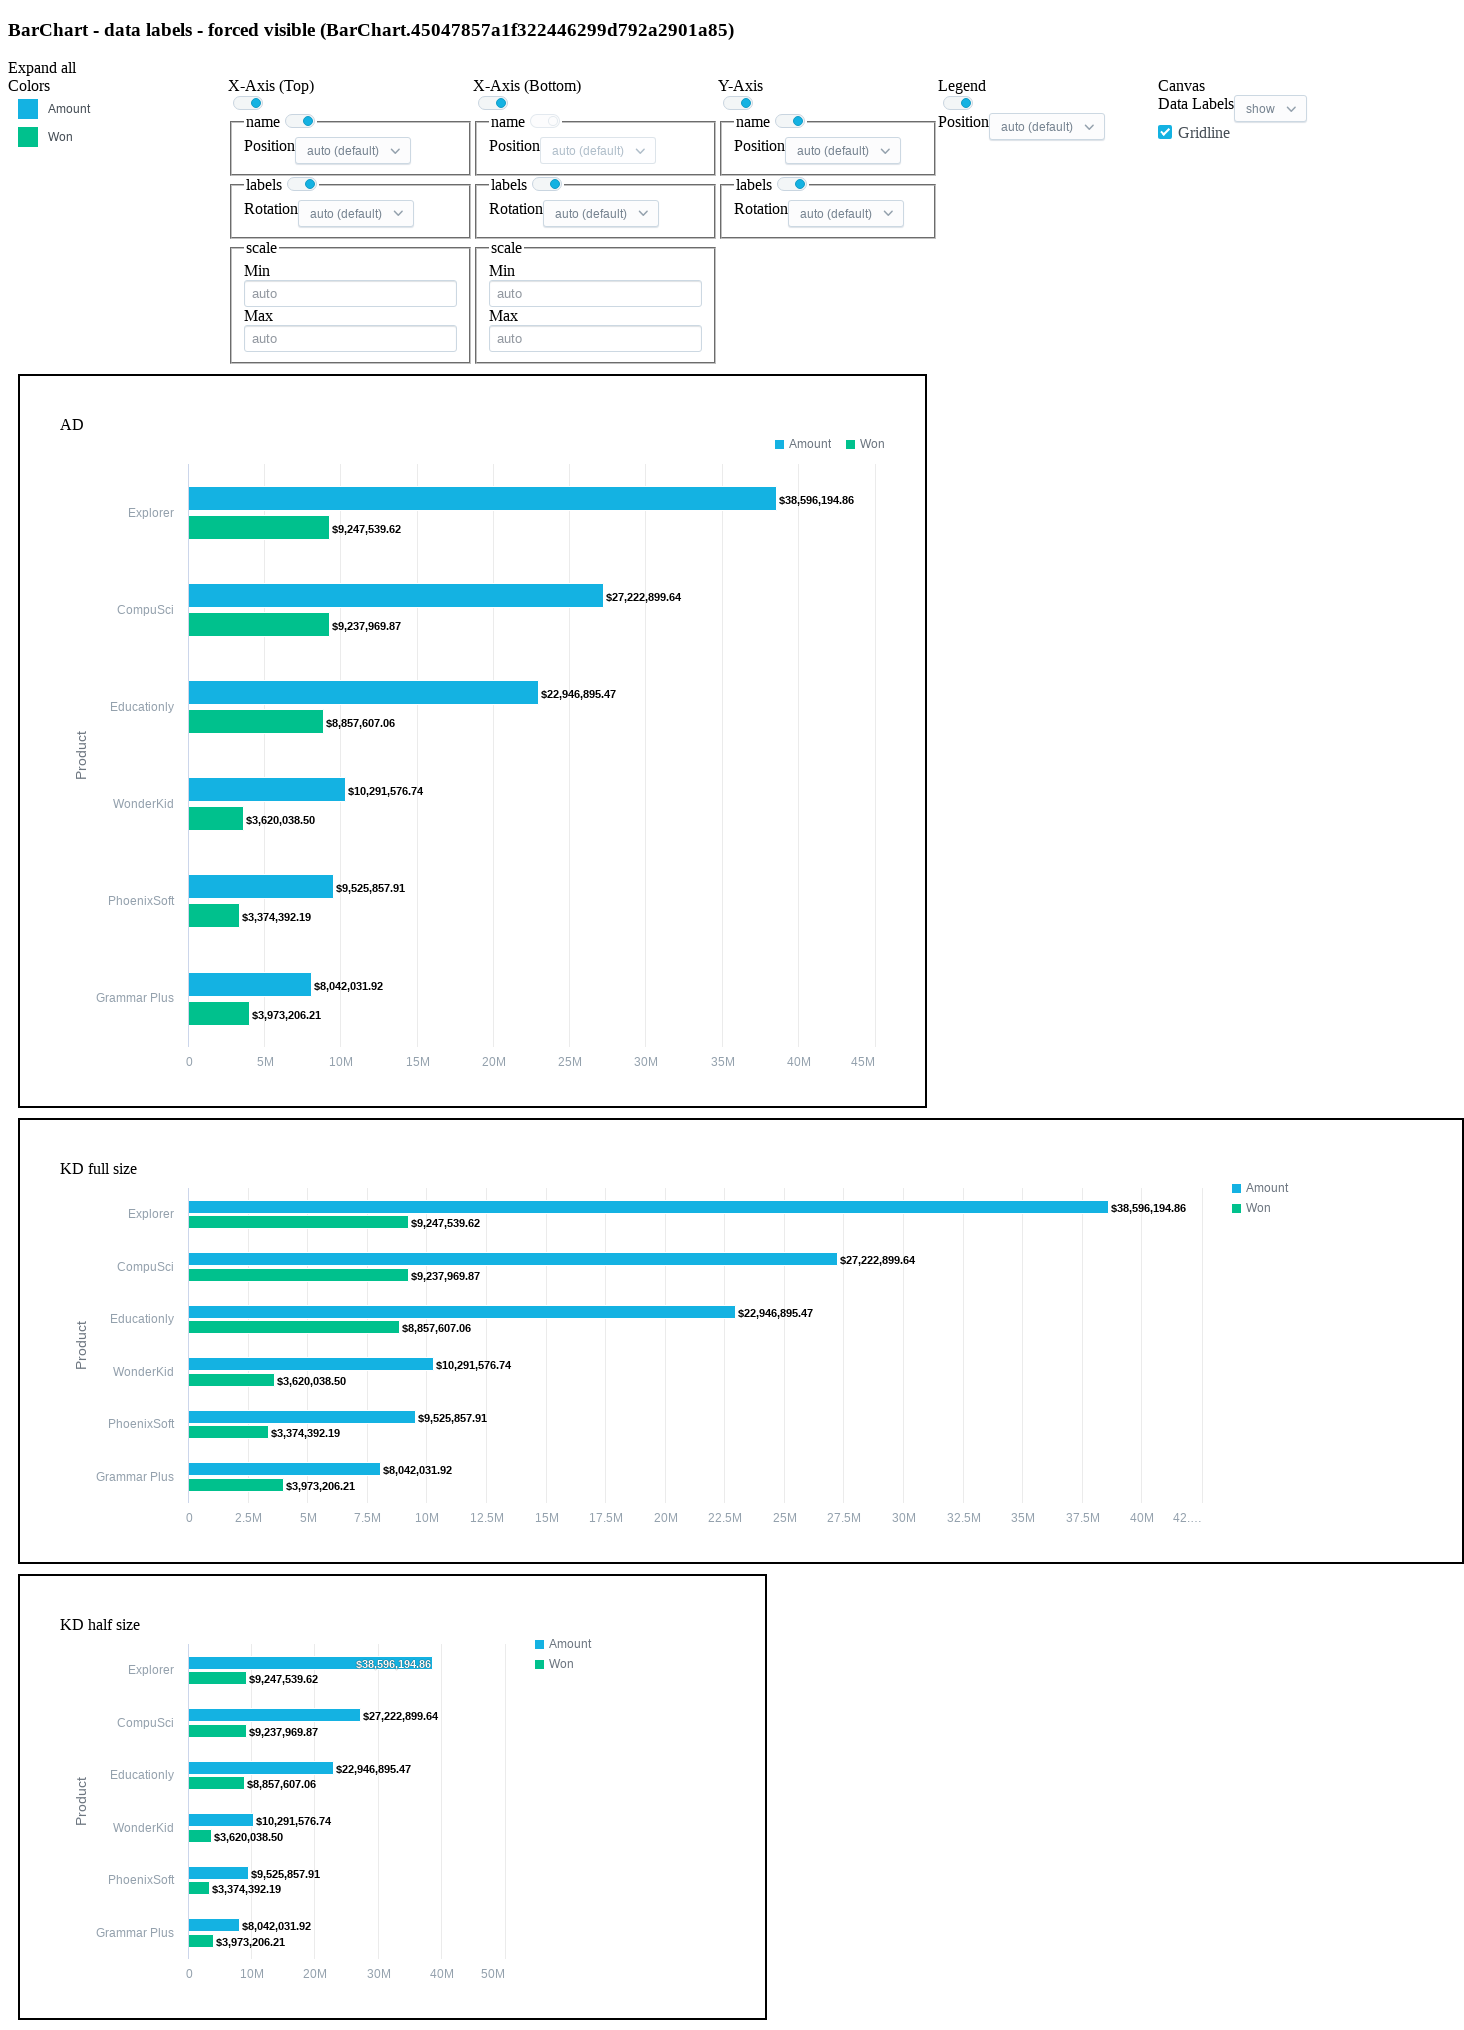 BarChart - data labels - forced visible (BarChart.45047857a1f322446299d792a2901a85)
Expand all
Colors
Amount
Won
X-Axis (Top)
name
Position auto (default)
labels
Rotation auto (default)
scale
Min
auto
Max
auto
X-Axis (Bottom)
name
Position auto (default)
labels
Rotation auto (default)
scale
Min
auto
Max
auto
Y-Axis
name
Position auto (default)
labels
Rotation auto (default)
Legend
Position auto (default)
Canvas
Data Labels show
Gridline
AD
Amount Won
Product
Explorer
$38,596,194.86
$9,247,539.62
CompuSci
$27,222,899.64
$9,237,969.87
Educationly
$22,946,895.47
$8,857,607.06
WonderKid
$10,291,576.74
$3,620,038.50
PhoenixSoft
$9,525,857.91
$3,374,392.19
Grammar Plus
$8,042,031.92
$3,973,206.21
0 5M 10M 15M 20M 25M 30M 35M 40M 45M
KD full size
Amount
Won
Product
Explorer
$38,596,194.86
$9,247,539.62
CompuSci
$27,222,899.64
$9,237,969.87
Educationly
$22,946,895.47
$8,857,607.06
WonderKid
$10,291,576.74
$3,620,038.50
PhoenixSoft
$9,525,857.91
$3,374,392.19
Grammar Plus
$8,042,031.92
$3,973,206.21
0 2.5M 5M 7.5M 10M 12.5M 15M 17.5M 20M 22.5M 25M 27.5M 30M 32.5M 35M 37.5M 40M 42....
KD half size
Amount
Won
Product
Explorer
$38,596,194.86
$9,247,539.62
CompuSci
$27,222,899.64
$9,237,969.87
Educationly
$22,946,895.47
$8,857,607.06
WonderKid
$10,291,576.74
$3,620,038.50
PhoenixSoft
$9,525,857.91
$3,374,392.19
Grammar Plus
$8,042,031.92
$3,973,206.21
0 10M 20M 30M 40M 50M